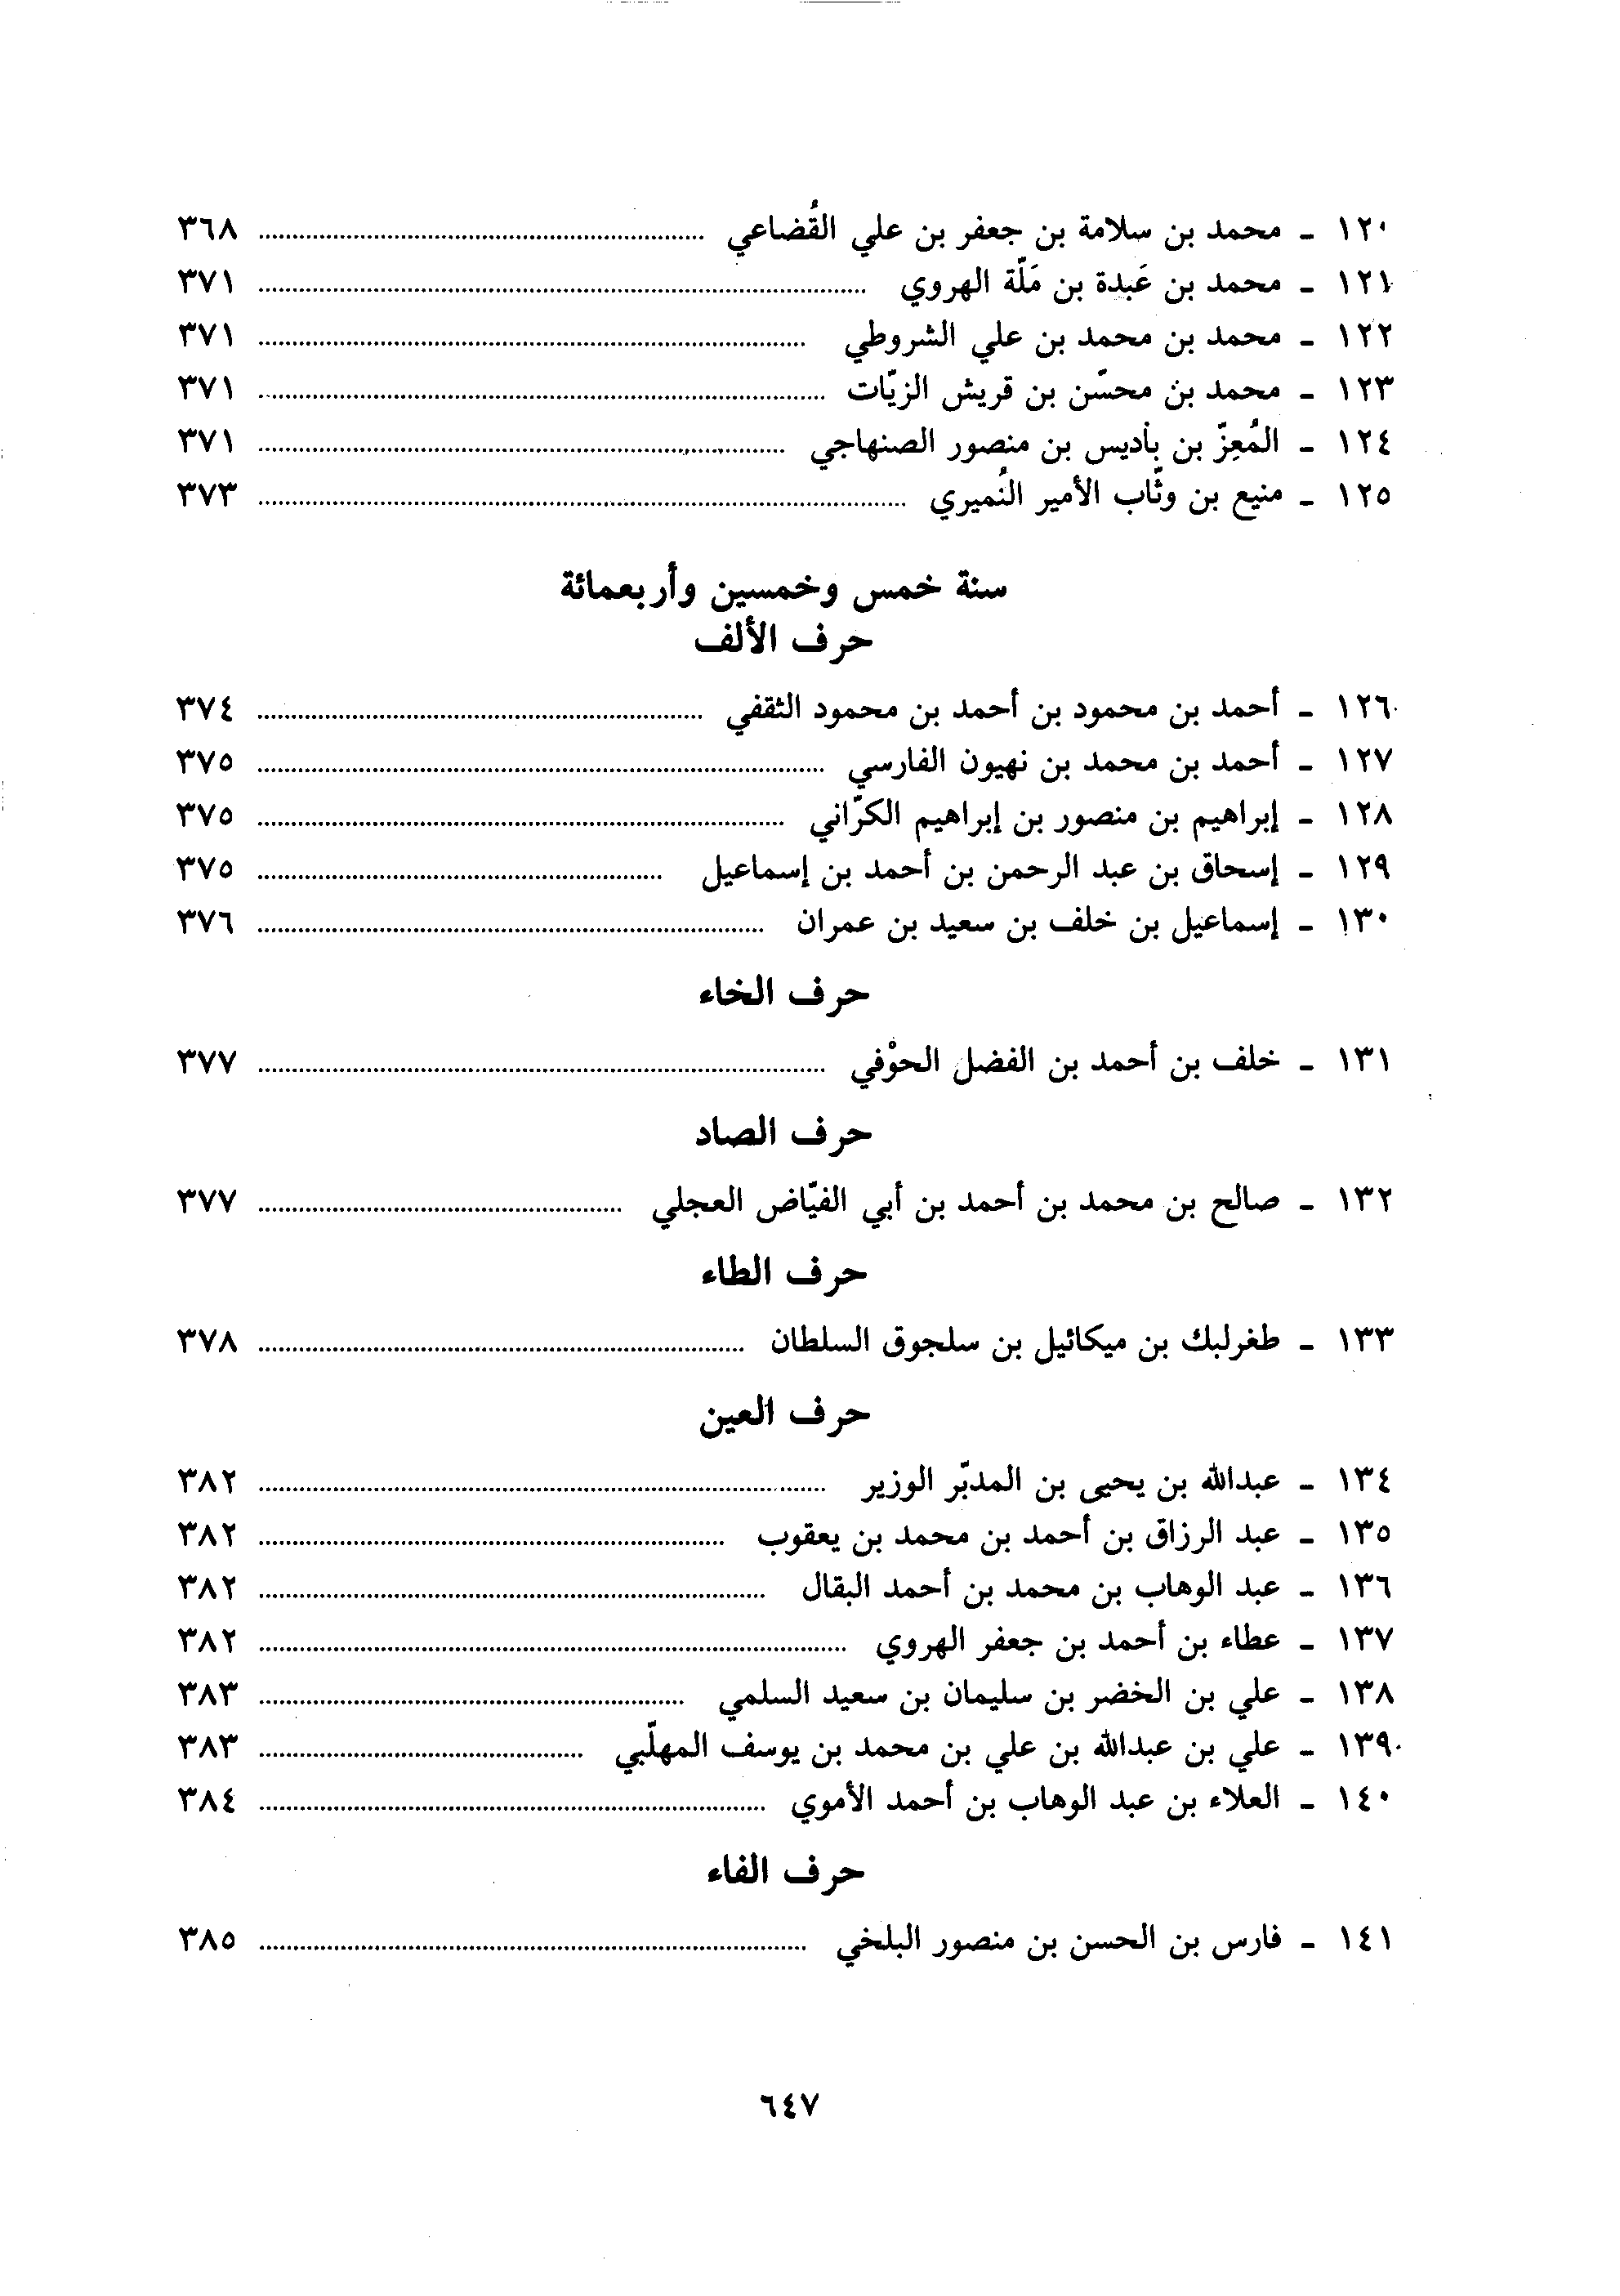 ١٢٠ ـ محمد بن سلامة بن جعفر بن علي القُضاعي ........ ٣٦٨
١٢١ ـ محمد بن عَبدة بن مَلّة الهروي ........ ٣٧١
١٢٢ ـ محمد بن محمد بن علي الشروطي ........ ٣٧١
١٢٣ ـ محمد بن محسّن بن قريش الزيّات ........ ٣٧١
١٢٤ ـ المُعِزّ بن بأديس بن منصور الصنهاجي ........ ٣٧١
١٢٥ ـ منيع بن وثّاب الأمير النُميري ........ ٣٧٣
سنة خمس وخمسين وأربعمائة
حرف الألف
١٢٦ ـ أحمد بن محمود بن أحمد بن محمود الثقفي ........ ٣٧٤
١٢٧ ـ أحمد بن محمد بن نهيون الفارسي ........ ٣٧٥
١٢٨ ـ إبراهيم بن منصور بن إبراهيم الكرّاني ........ ٣٧٥
١٢٩ ـ إسحاق بن عبد الرحمن بن أحمد بن إسماعيل ........ ٣٧٥
١٣٠ ـ إسماعيل بن خلف بن سعيد بن عمران ........ ٣٧٦
حرف الخاء
١٣١ ـ خلف بن أحمد بن الفضل الحوْفي ........ ٣٧٧
حرف الصاد
١٣٢ ـ صالح بن محمد بن أحمد بن أبي الفيّاض العجلي ........ ٣٧٧
حرف الطاء
١٣٣ ـ طغرلبك بن ميكائيل بن سلجوق السلطان ........ ٣٧٨
حرف العين
١٣٤ ـ عبدالله بن يحيى بن المدبّر الوزير ........ ٣٨٢
١٣٥ ـ عبد الرزاق بن أحمد بن محمد بن يعقوب ........ ٣٨٢
١٣٦ ـ عبد الوهاب بن محمد بن أحمد البقال ........ ٣٨٢
١٣٧ ـ عطاء بن أحمد بن جعفر الهروي ........ ٣٨٢
١٣٨ ـ علي بن الخضر بن سليمان بن سعيد السلمي ........ ٣٨٣
١٣٩ ـ علي بن عبدالله بن علي بن محمد بن يوسف المهلّبي ........ ٣٨٣
١٤٠ ـ العلاء بن عبد الوهاب بن أحمد الأموي ........ ٣٨٤
حرف الفاء
١٤١ ـ فارس بن الحسن بن منصور البلخي ........ ٣٨٥
٦٤٧